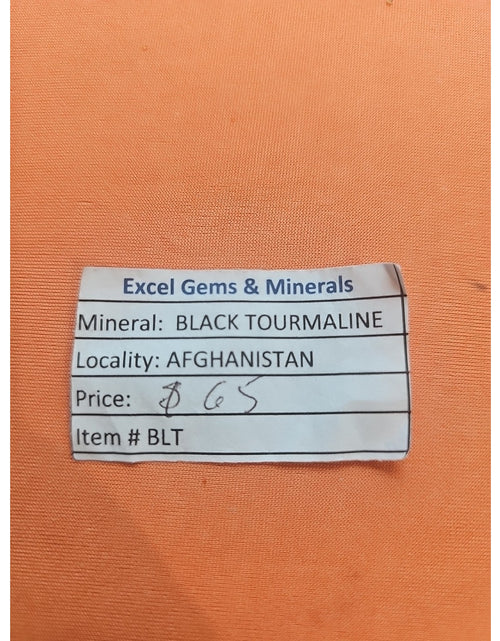 Excel Gems & Minerals
Mineral: BLACK TOURMALINE
Locality: AFGHANISTAN
Price: $ 65
Item # BLT